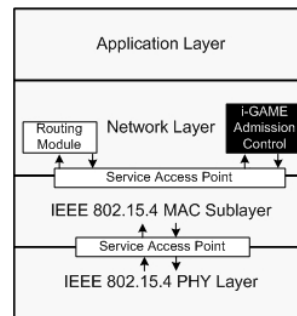 Application Layer
i-GAME
Admission
Control
Routing
Module
Network Layer
Service Access Point
IEEE 802.15.4 MAC Sublayer
Service Access Point
IEEE 802.15.4 PHY Layer